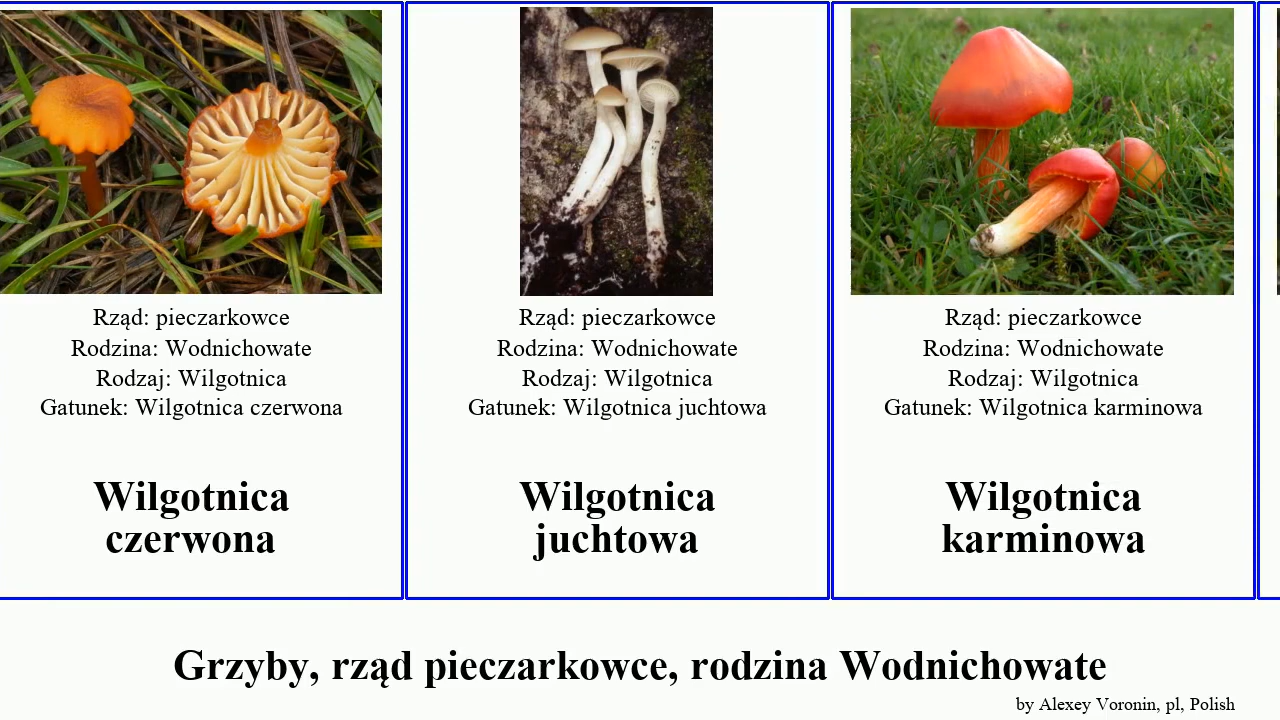 Rząd: pieczarkowce
Rodzina: Wodnichowate
Rodzaj: Wilgotnica
Gatunek: Wilgotnica czerwona
Wilgotnica
czerwona
Rząd: pieczarkowce
Rodzina: Wodnichowate
Rodzaj: Wilgotnica
Gatunek: Wilgotnica juchtowa
Wilgotnica
juchtowa
Rząd: pieczarkowce
Rodzina: Wodnichowate
Rodzaj: Wilgotnica
Gatunek: Wilgotnica karminowa
Wilgotnica
karminowa
Grzyby, rząd pieczarkowce, rodzina Wodnichowate
by Alexey Voronin, pl, Polish